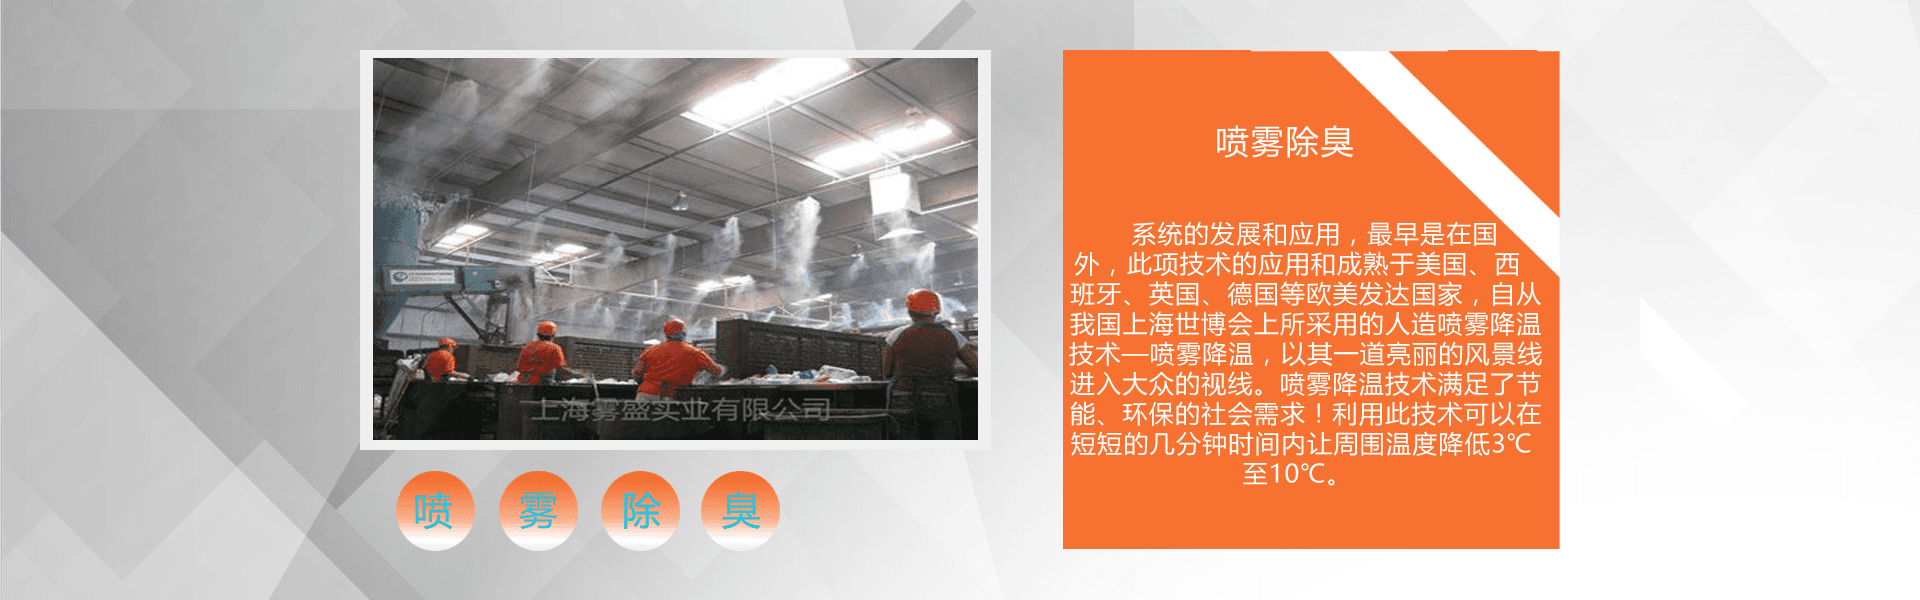 上海雾盛实业有限公司
喷 雾 除 臭
喷雾除臭
系统的发展和应用，最早是在国
外，此项技术的应用和成熟于美国、西
班牙、英国、德国等欧美发达国家，自从
我国上海世博会上所采用的人造喷雾降温
技术—喷雾降温，以其一道亮丽的风景线
进入大众的视线。喷雾降温技术满足了节
能、环保的社会需求！利用此技术可以在
短短的几分钟时间内让周围温度降低3℃
至10℃。